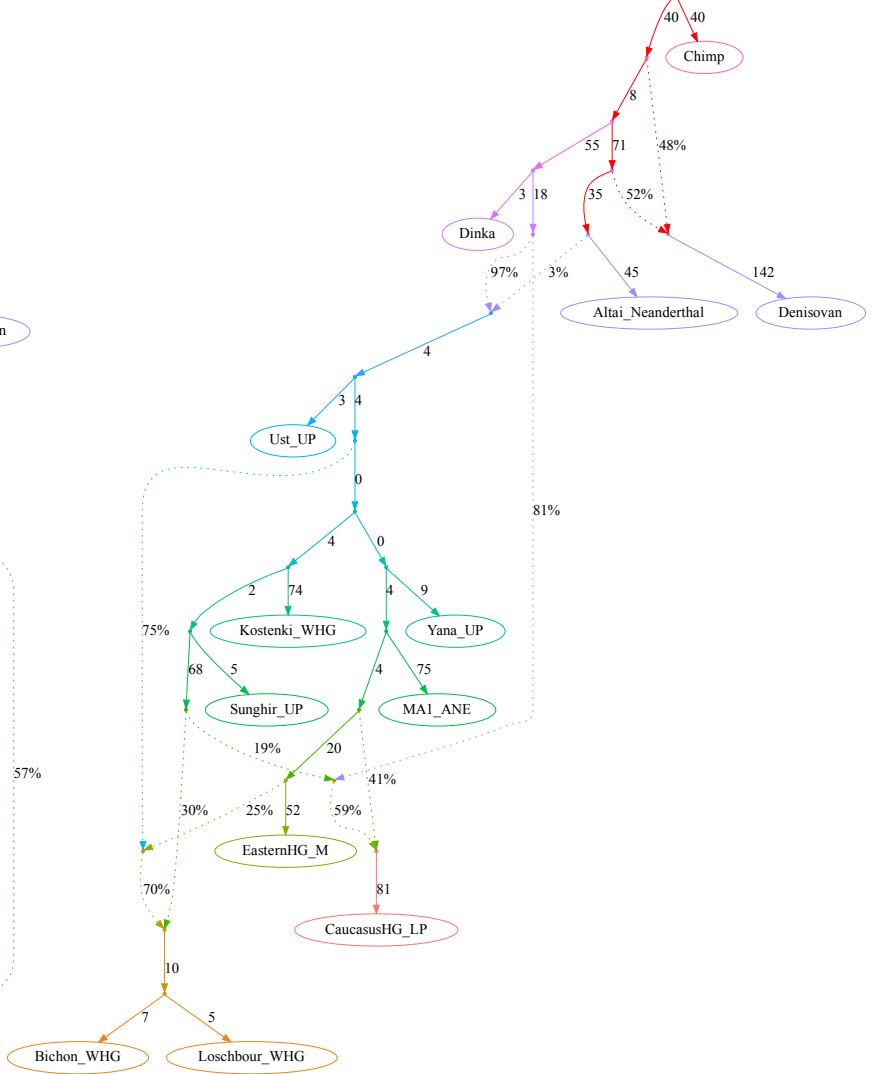 40 40
Chimp
8
55 71 48%
3 18 35 52%
Dinka
97% 3% 45 142
n
Altai_Neanderthal Denisovan
4
3 4
Ust_UP
0
81%
4 0
2 74 4 9
75% Kostenki_WHG Yana_UP
68 5 4 75
Sunghir_UP MA1_ANE
19% 20
57% 41%
30% 25% 52 59%
EasternHG_M
70% 81
CaucasusHG_LP
10
7 5
Bichon_WHG Loschbour_WHG